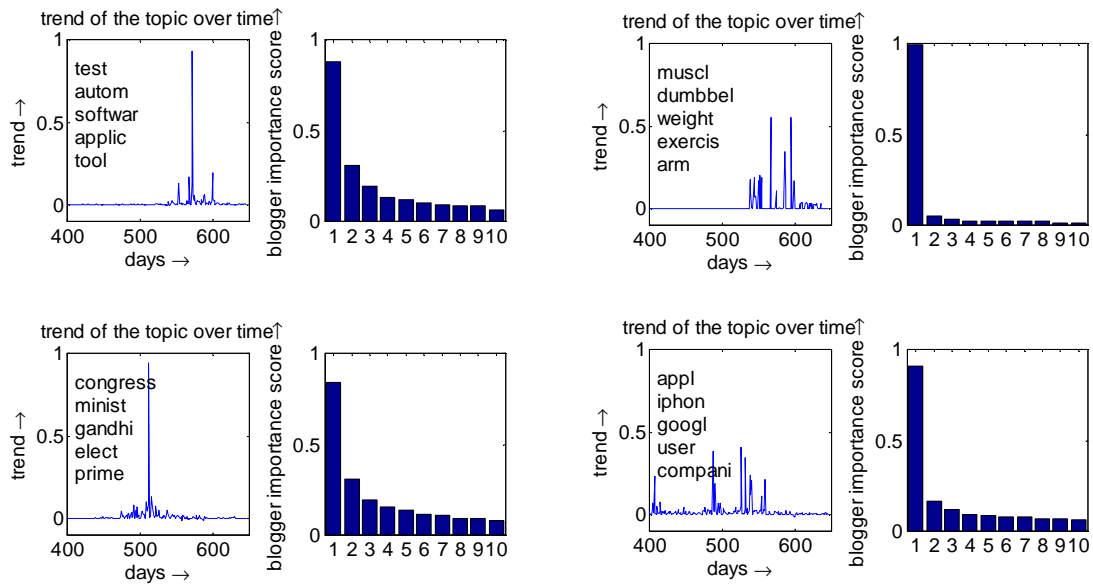 trend of the topic over time
trend →
1
0.5
0
test
autom
softwar
applic
tool
400 500 600
days →
blogger importance score ↑
1
0.5
0
1 2 3 4 5 6 7 8 9 10
trend of the topic over time
trend →
1
0.5
0
muscl
dumbbel
weight
exercis
arm
400 500 600
days →
blogger importance score ↑
1
0.5
0
1 2 3 4 5 6 7 8 9 10
trend of the topic over time
trend →
1
0.5
0
congress
minist
gandhi
elect
prime
400 500 600
days →
blogger importance score ↑
1
0.5
0
1 2 3 4 5 6 7 8 9 10
trend of the topic over time
trend →
1
0.5
0
appl
iphon
googl
user
compani
400 500 600
days →
blogger importance score ↑
1
0.5
0
1 2 3 4 5 6 7 8 9 10